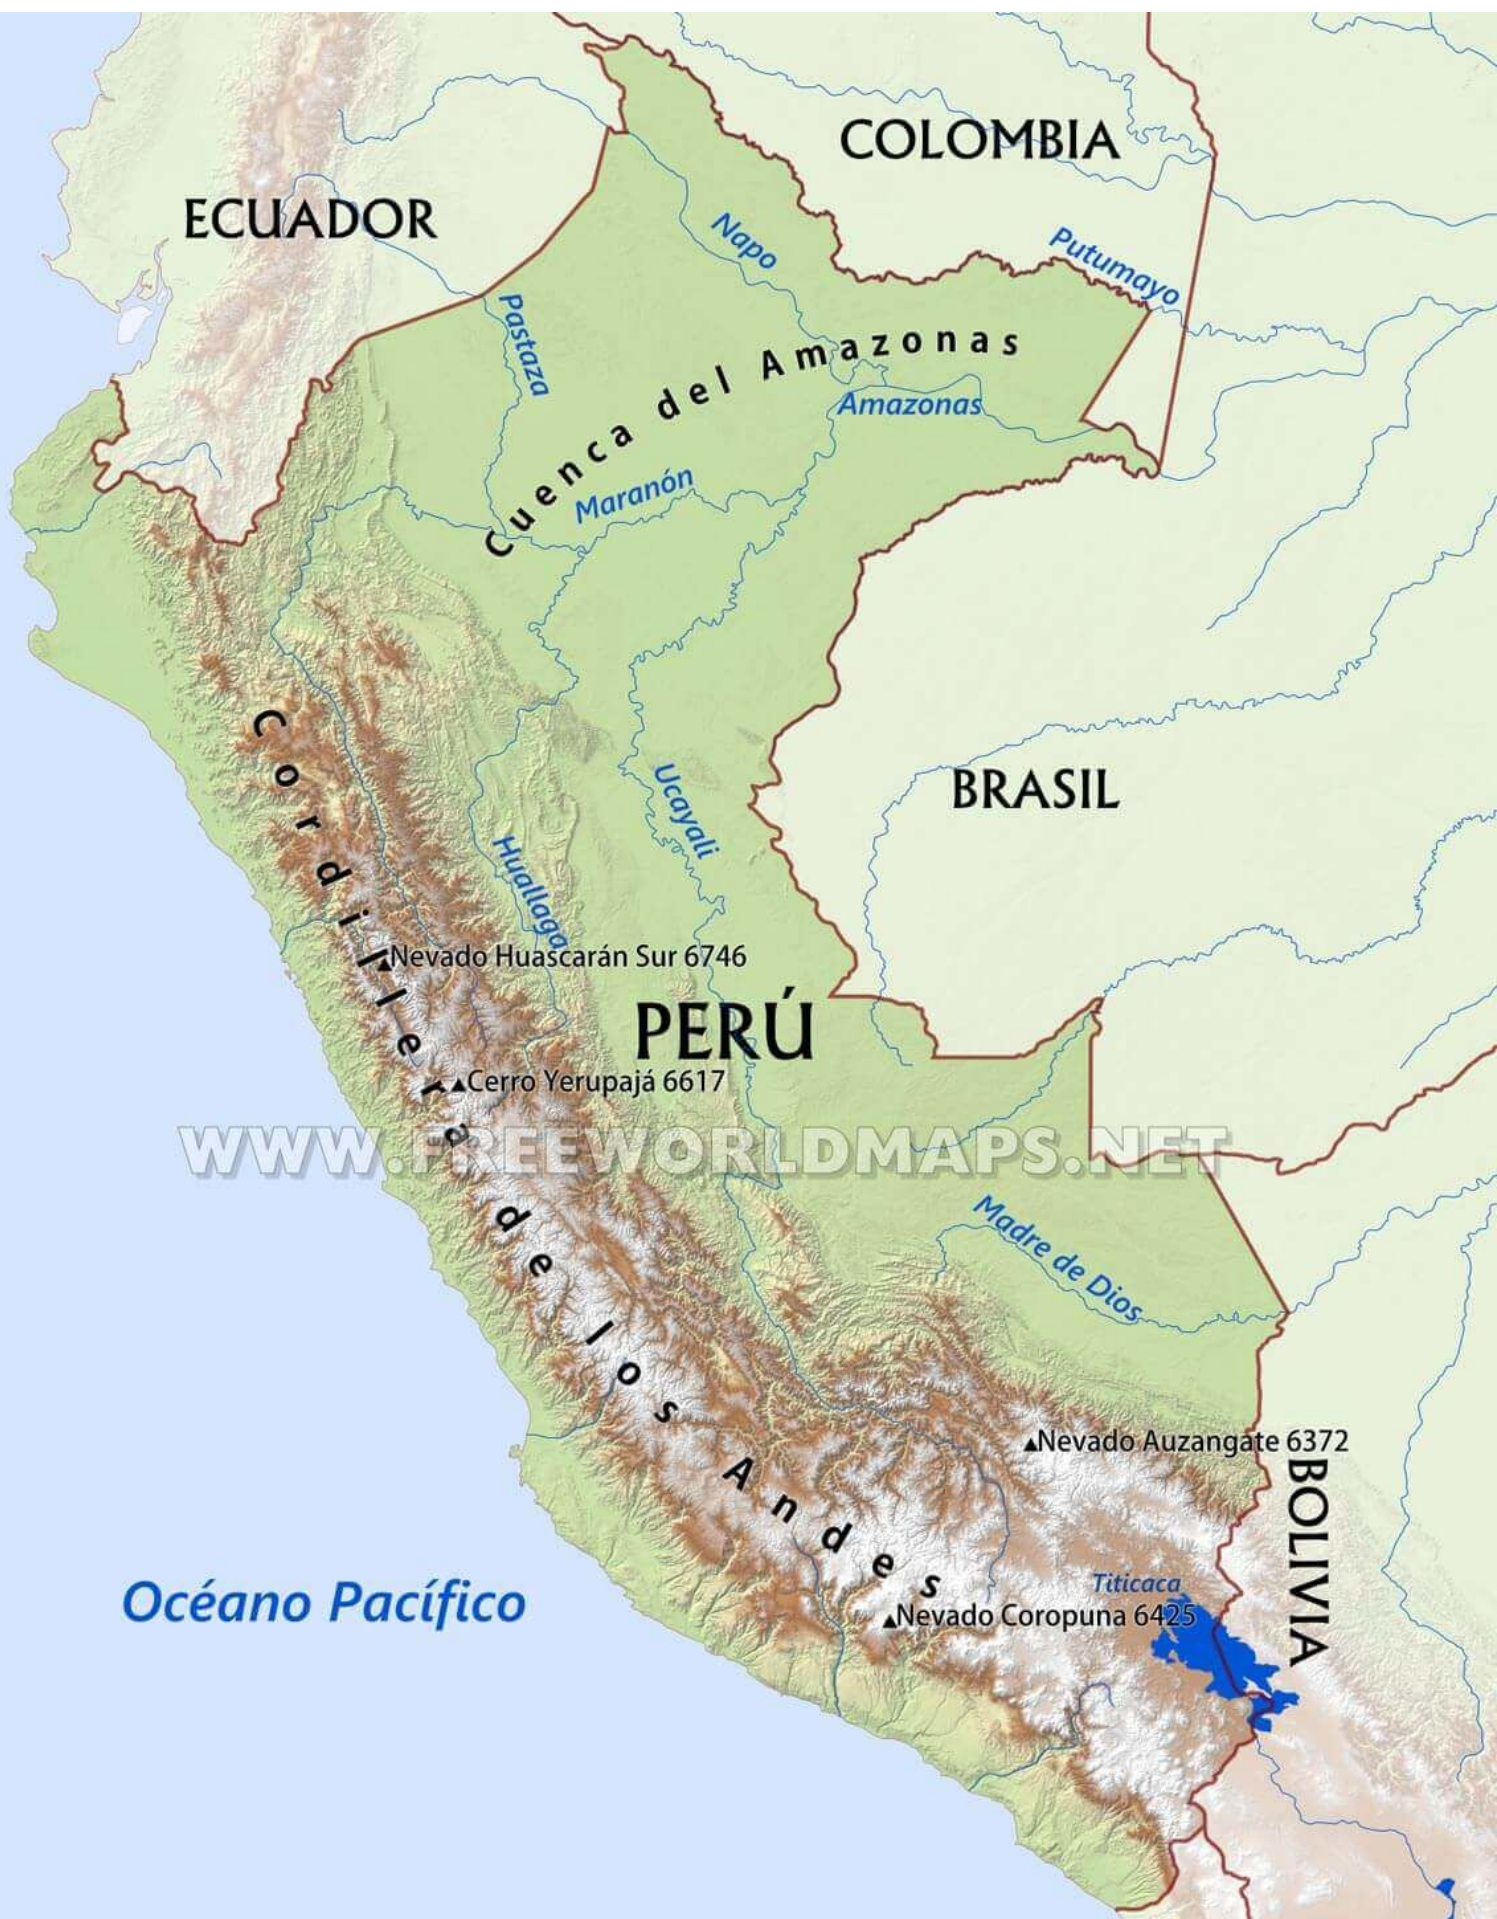 COLOMBIA
ECUADOR
Napo
Putumayo
Pastaza
Cuenca del Amazonas
Amazonas
Maranón
BRASIL
Ucayali
Huallaga
Cordillera de los Andes
Nevado Huascarán Sur 6746
PERÚ
Cerro Yerupajá 6617
WWW.FREEWORLDMAPS.NET
Madre de Dios
Nevado Auzangate 6372
BOLIVIA
Titicaca
Océano Pacífico
Nevado Coropuna 6425